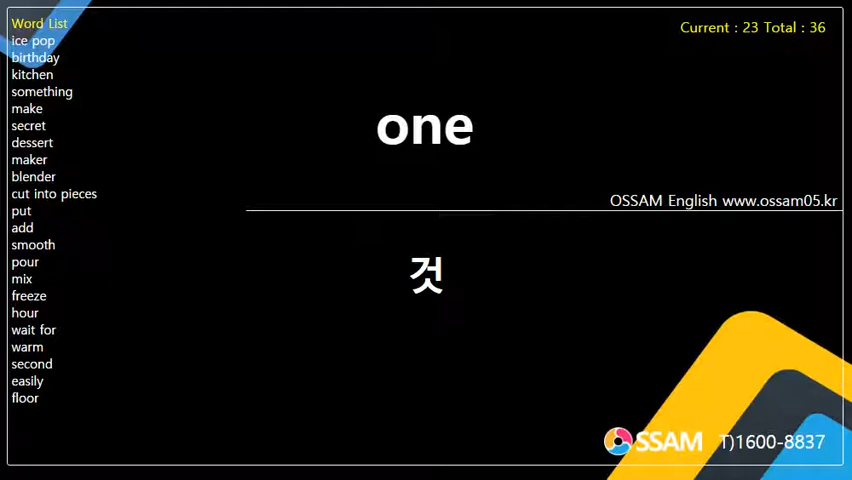 Word List
ice pop
birthday
kitchen
something
make
secret
dessert
maker
blender
cut into pieces
put
add
smooth
pour
mix
freeze
hour
wait for
warm
second
easily
floor
Current : 23 Total : 36
one
OSSAM English www.ossam05.kr
것
OSSAM T)1600-8837